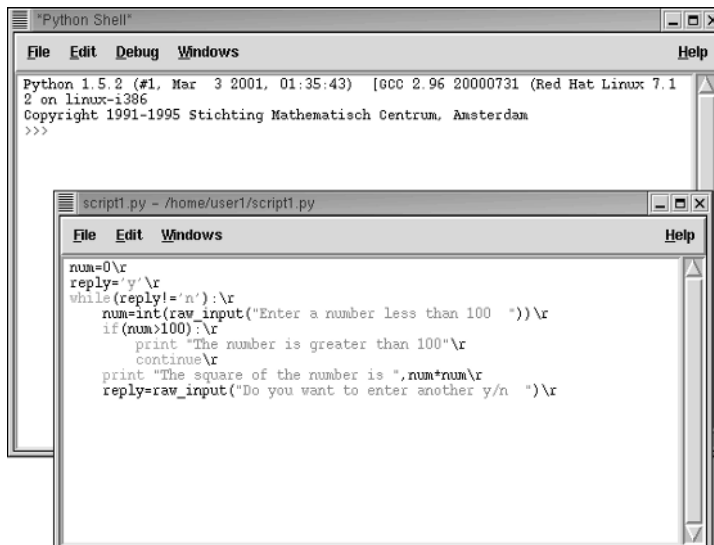 "Python Shell"
File Edit Debug Windows Help
Python 1.5.2 (#1, Mar  3 2001, 01:35:43)  [GCC 2.96 20000731 (Red Hat Linux 7.1
2 on linux-i386
Copyright 1991-1995 Stichting Mathematisch Centrum, Amsterdam
>>>
script1.py - /home/user1/script1.py
File Edit Windows Help
num=0\r
reply='y'\r
while(reply!='n'):\r
    num=int(raw_input("Enter a number less than 100  "))\r
    if(num>100):\r
        print "The number is greater than 100"\r
        continue\r
    print "The square of the number is ",num*num\r
    reply=raw_input("Do you want to enter another y/n  ")\r